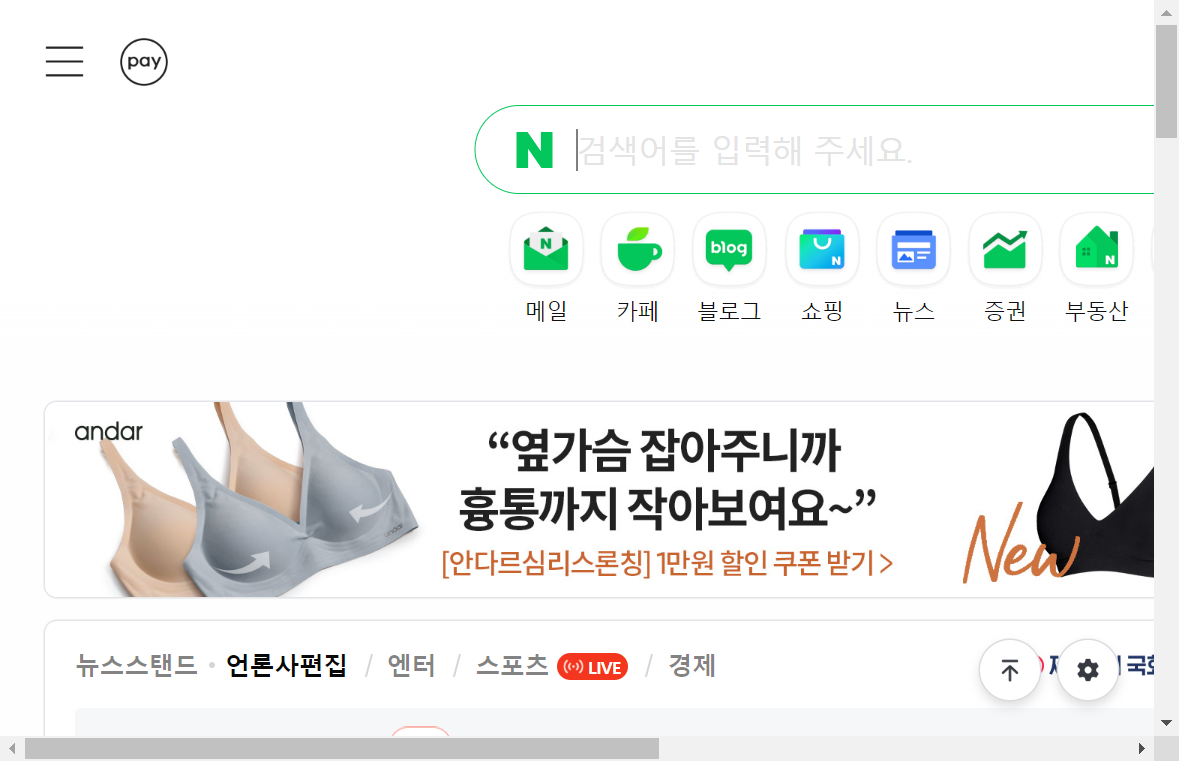 pay
N 검색어를 입력해 주세요.
N
blog
N
N
메일 카페 블로그 쇼핑 뉴스 증권 부동산
andar
“옆가슴 잡아주니까
흉통까지 작아보여요~”
[안다르심리스론칭] 1만원 할인 쿠폰 받기 >
andar
New
뉴스스탠드 • 언론사편집 / 엔터 / 스포츠 LIVE / 경제